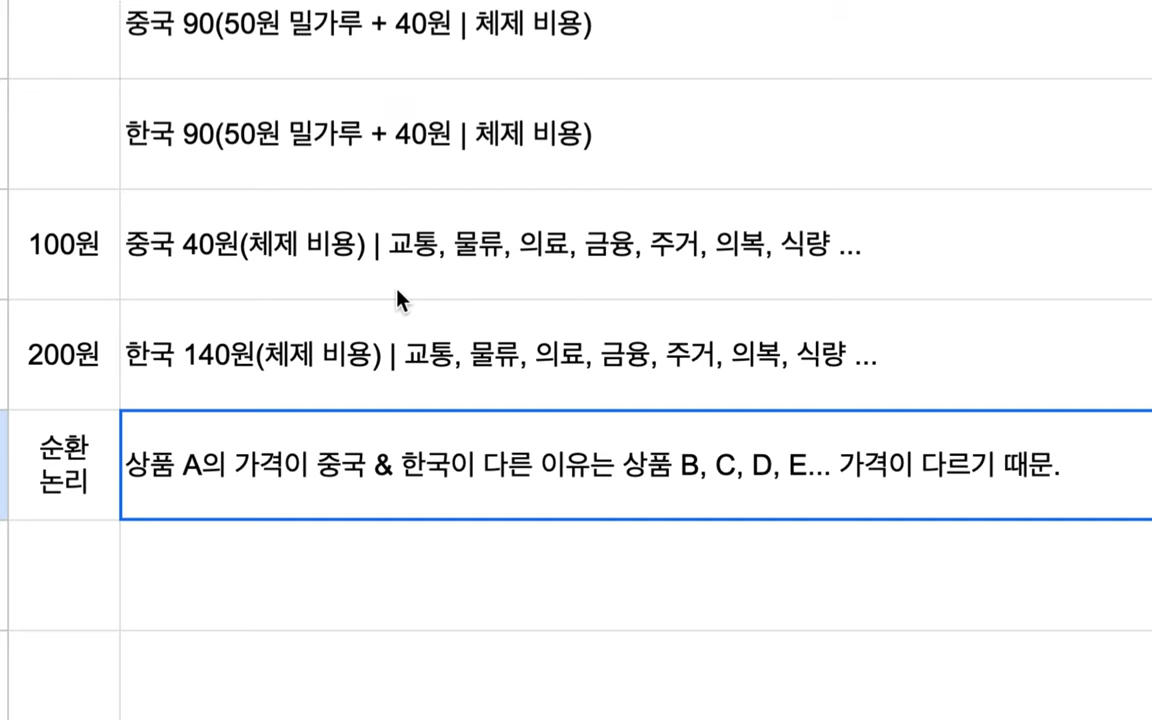 중국 90(50원 밀가루 + 40원 | 체제 비용)
한국 90(50원 밀가루 + 40원 | 체제 비용)
100원 중국 40원(체제 비용) | 교통, 물류, 의료, 금융, 주거, 의복, 식량 ...
200원 한국 140원(체제 비용) | 교통, 물류, 의료, 금융, 주거, 의복, 식량 ...
순환
논리
상품 A의 가격이 중국 & 한국이 다른 이유는 상품 B, C, D, E... 가격이 다르기 때문.